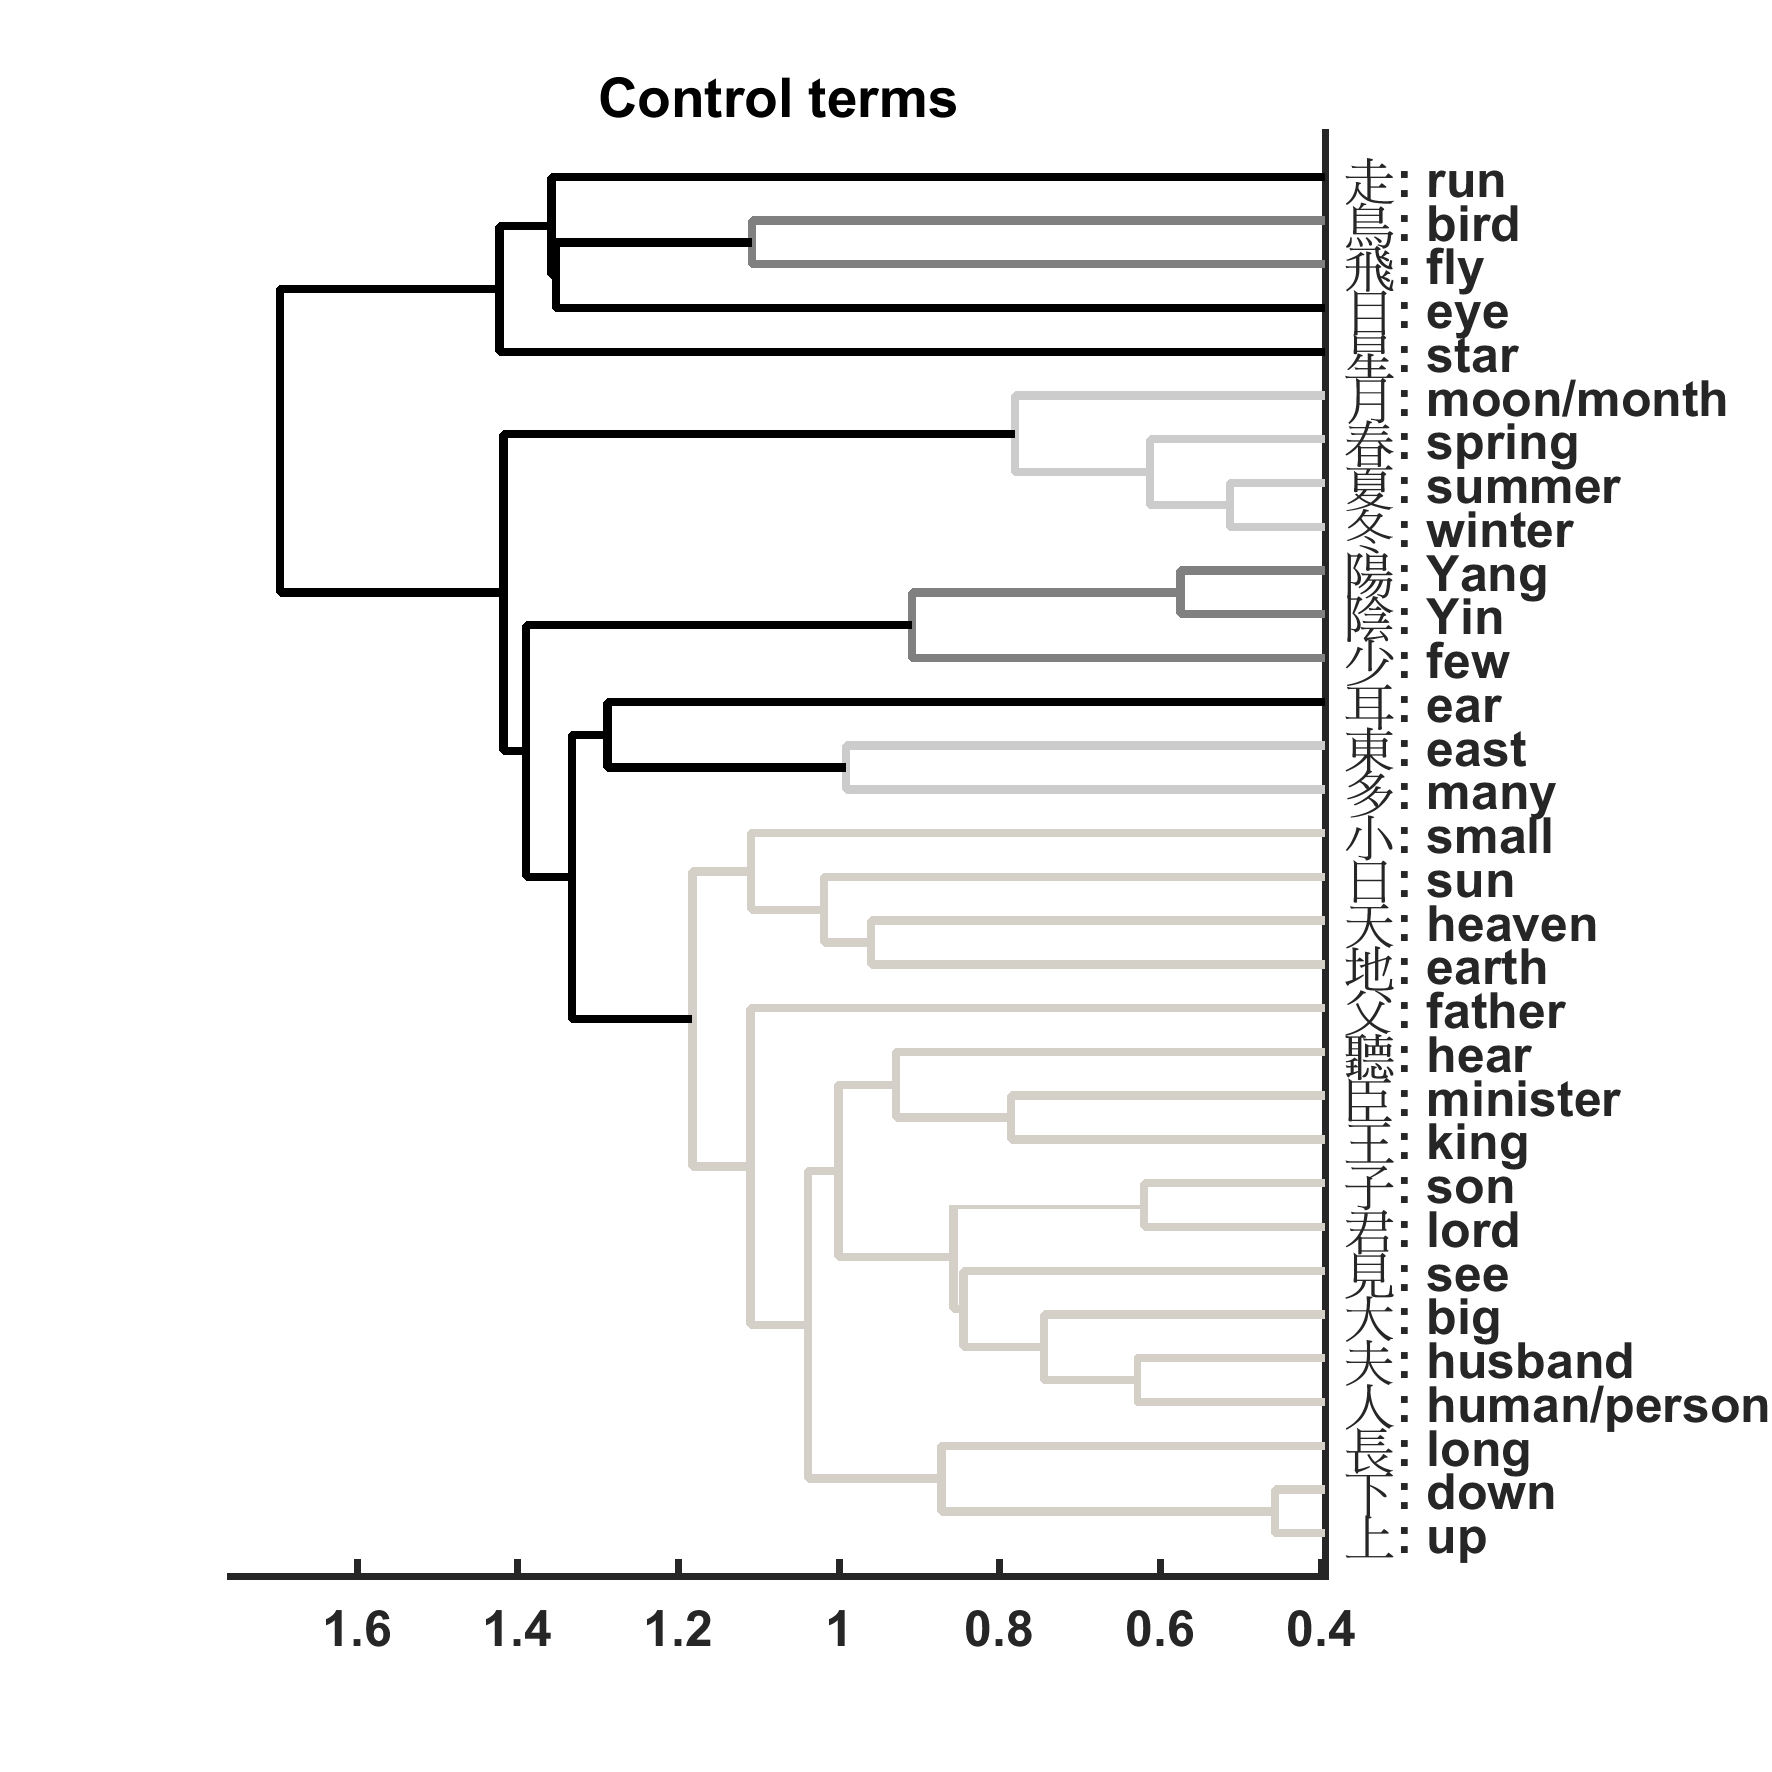 Control terms
走: run
鳥: bird
飛: fly
目: eye
星: star
月: moon/month
春: spring
夏: summer
冬: winter
陽: Yang
陰: Yin
少: few
耳: ear
東: east
多: many
小: small
日: sun
天: heaven
地: earth
父: father
聽: hear
臣: minister
王: king
子: son
君: lord
見: see
大: big
夫: husband
人: human/person
長: long
下: down
上: up
1.6 1.4 1.2 1 0.8 0.6 0.4